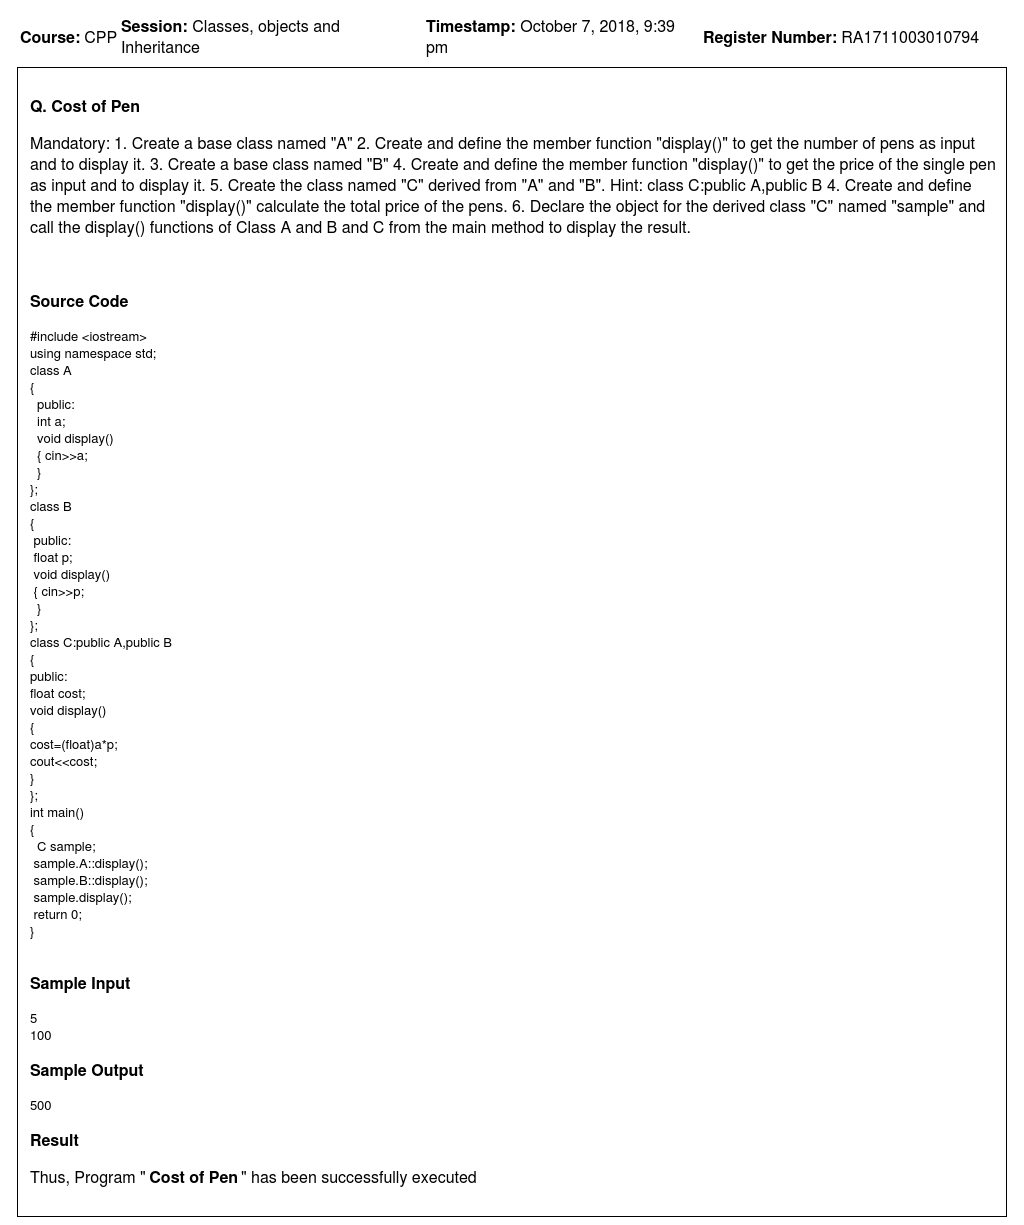 Course: CPP Session: Classes, objects and Inheritance Timestamp: October 7, 2018, 9:39 pm Register Number: RA1711003010794
Q. Cost of Pen
Mandatory: 1. Create a base class named "A" 2. Create and define the member function "display()" to get the number of pens as input
and to display it. 3. Create a base class named "B" 4. Create and define the member function "display()" to get the price of the single pen
as input and to display it. 5. Create the class named "C" derived from "A" and "B". Hint: class C:public A,public B 4. Create and define
the member function "display()" calculate the total price of the pens. 6. Declare the object for the derived class "C" named "sample" and
call the display() functions of Class A and B and C from the main method to display the result.
Source Code
#include <iostream>
using namespace std;
class A
{
public:
int a;
void display()
{ cin>>a;
}
};
class B
{
public:
float p;
void display()
{ cin>>p;
}
};
class C:public A,public B
{
public:
float cost;
void display()
{
cost=(float)a*p;
cout<<cost;
}
};
int main()
{
C sample;
sample.A::display();
sample.B::display();
sample.display();
return 0;
}
Sample Input
5
100
Sample Output
500
Result
Thus, Program " Cost of Pen " has been successfully executed